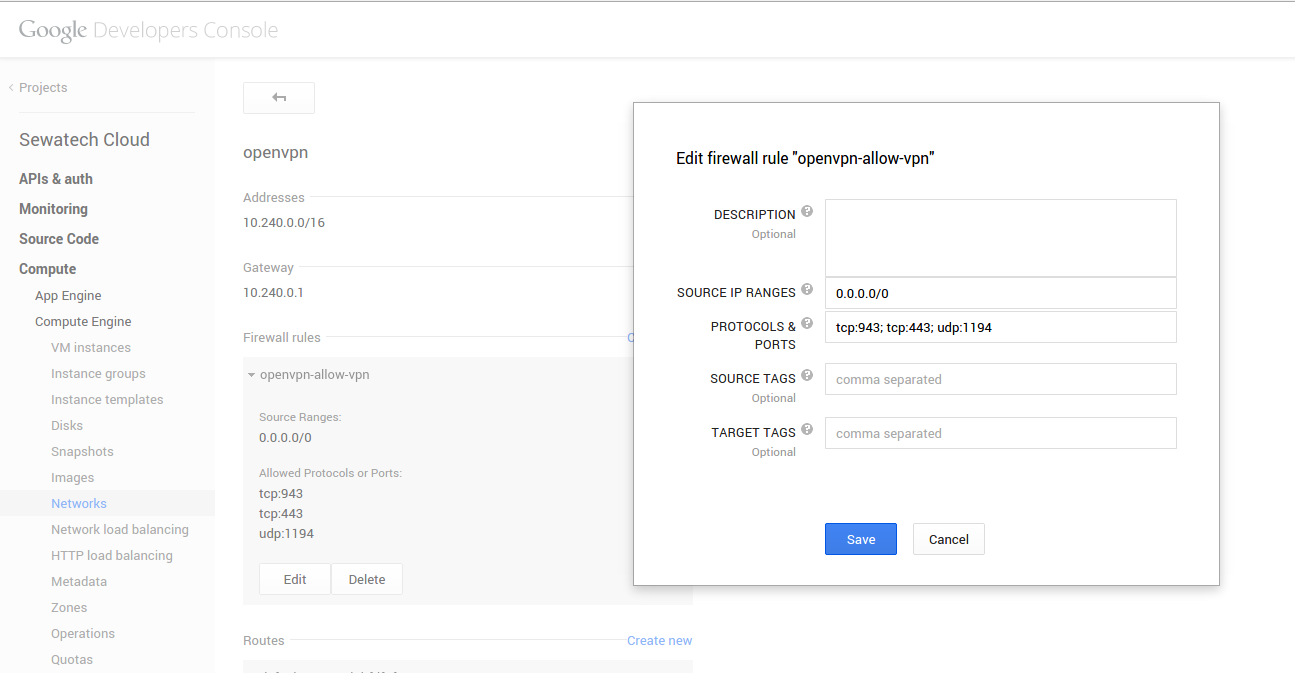 Google Developers Console
Projects
Sewatech Cloud
APIs & auth
Monitoring
Source Code
Compute
App Engine
Compute Engine
VM instances
Instance groups
Instance templates
Disks
Snapshots
Images
Networks
Network load balancing
HTTP load balancing
Metadata
Zones
Operations
Quotas
openvpn
Addresses
10.240.0.0/16
Gateway
10.240.0.1
Firewall rules
openvpn-allow-vpn
Source Ranges:
0.0.0.0/0
Allowed Protocols or Ports:
tcp:943
tcp:443
udp:1194
Edit Delete
Routes Create new
Edit firewall rule "openvpn-allow-vpn"
DESCRIPTION
Optional
SOURCE IP RANGES 0.0.0.0/0
PROTOCOLS & tcp:943; tcp:443; udp:1194
PORTS
SOURCE TAGS comma separated
Optional
TARGET TAGS comma separated
Optional
Save Cancel